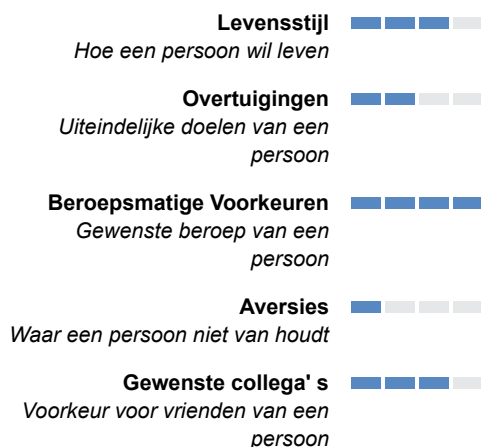 Levensstijl
Hoe een persoon wil leven
Overtuigingen
Uiteindelijke doelen van een
persoon
Beroepsmatige Voorkeuren
Gewenste beroep van een
persoon
Aversies
Waar een persoon niet van houdt
Gewenste collega' s
Voorkeur voor vrienden van een
persoon